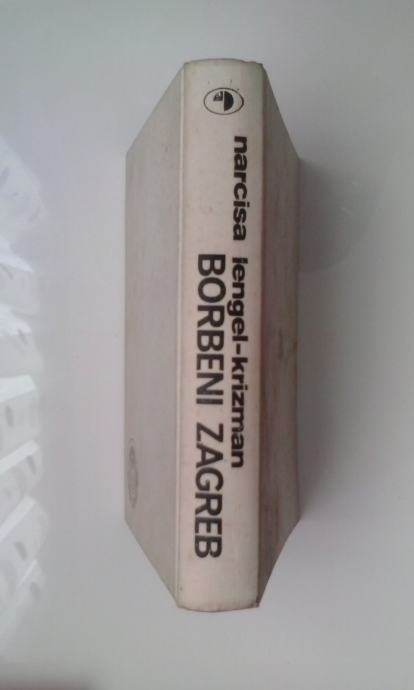 narcisa lengel-krizman
BORBENI ZAGREB